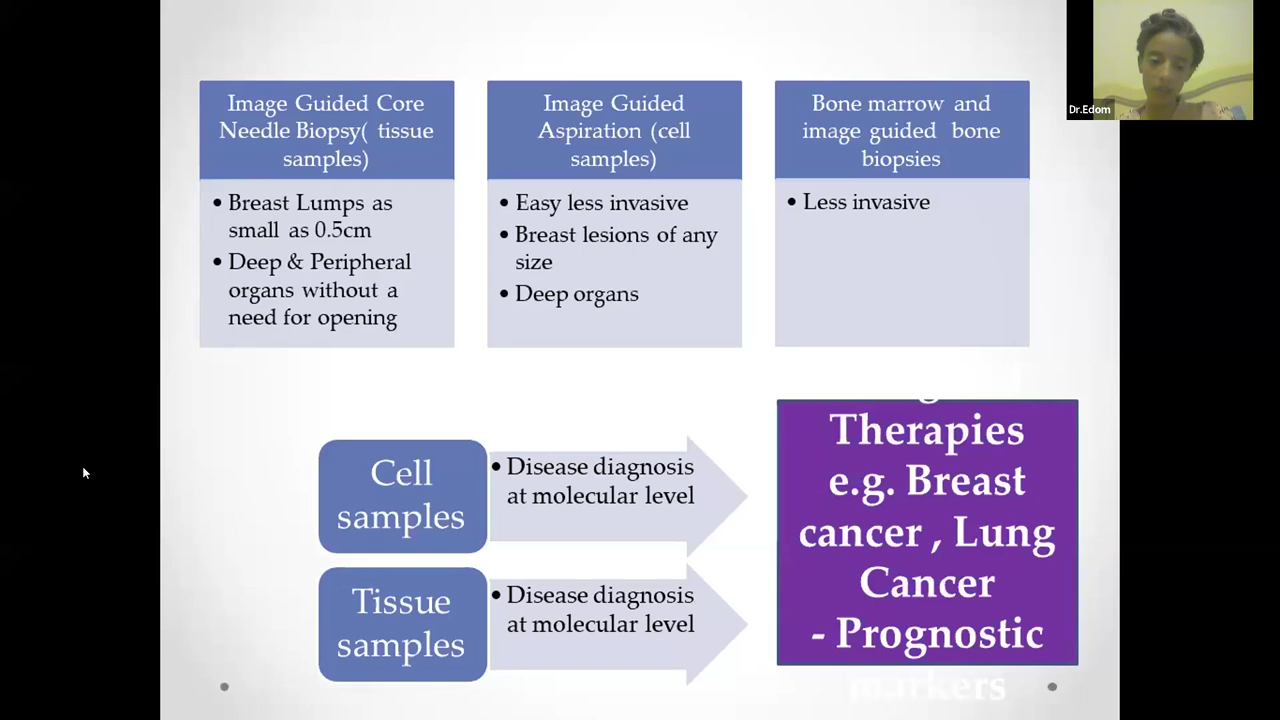 Image Guided Core
Needle Biopsy( tissue
samples)
• Breast Lumps as
small as 0.5cm
• Deep & Peripheral
organs without a
need for opening
Image Guided
Aspiration (cell
samples)
• Easy less invasive
• Breast lesions of any
size
• Deep organs
Bone marrow and
image guided bone
biopsies
• Less invasive
Dr.Edom
Cell
samples
• Disease diagnosis
at molecular level
Tissue
samples
• Disease diagnosis
at molecular level
Therapies
e.g. Breast
cancer , Lung
Cancer
- Prognostic
markers